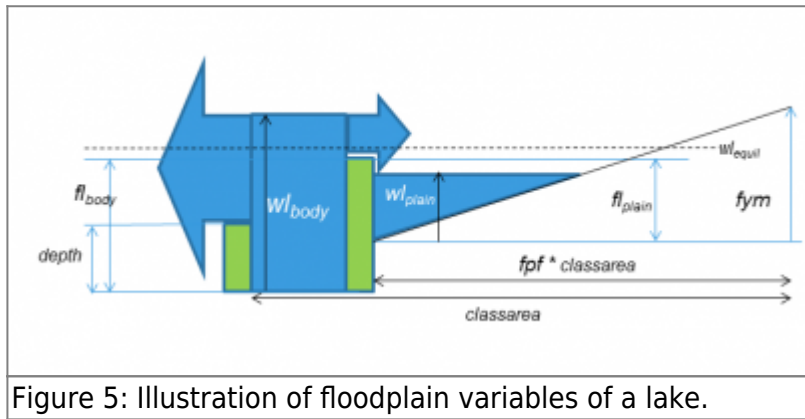 wl_equil
fl_body
wl_body
wl_plain
fl_plain
fym
depth
fpf * classarea
classarea
Figure 5: Illustration of floodplain variables of a lake.